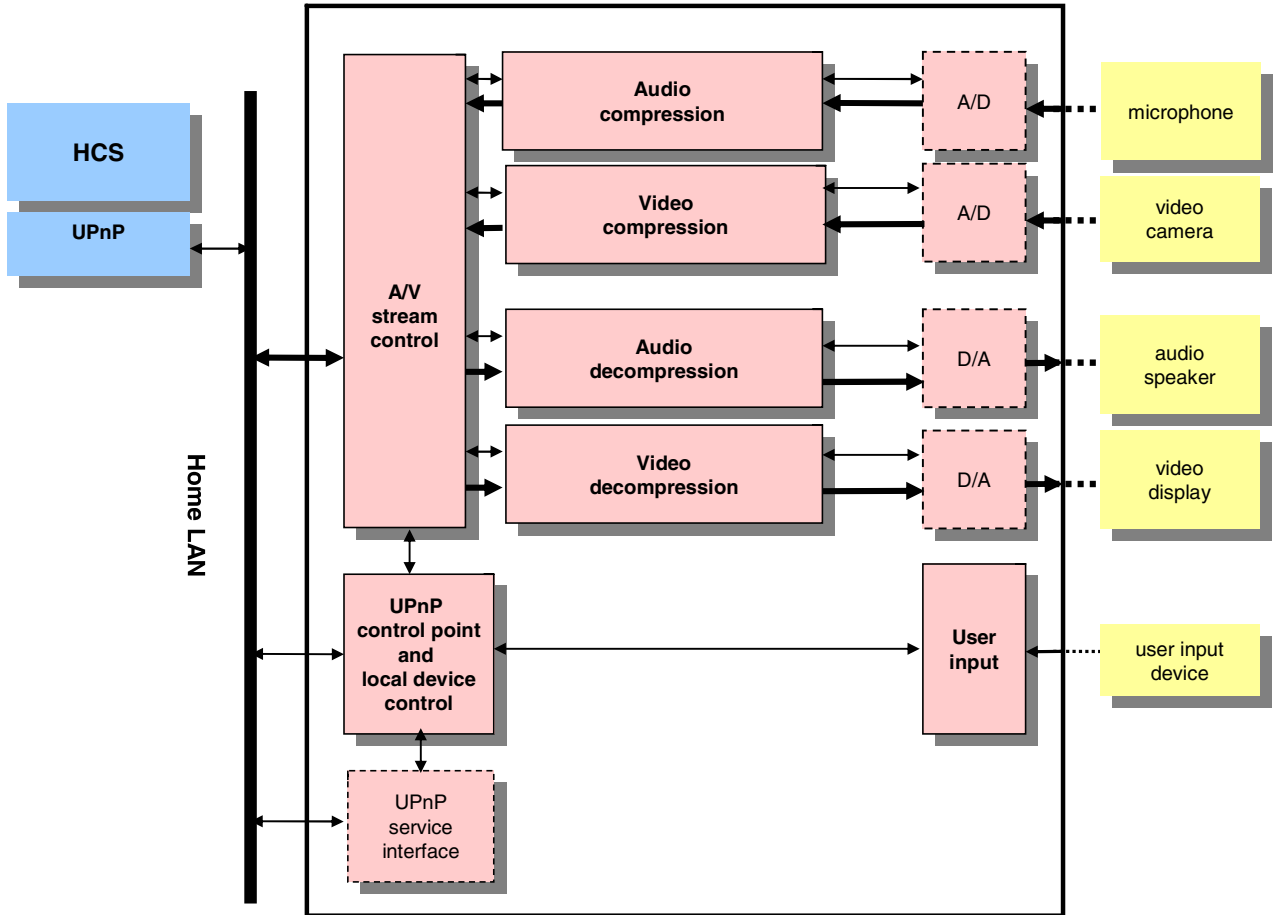 HCS
UPnP
Home LAN
A/V
stream
control
Audio
compression
A/D
microphone
Video
compression
A/D
video
camera
Audio
decompression
D/A
audio
speaker
Video
decompression
D/A
video
display
UPnP
control point
and
local device
control
User
input
user input
device
UPnP
service
interface